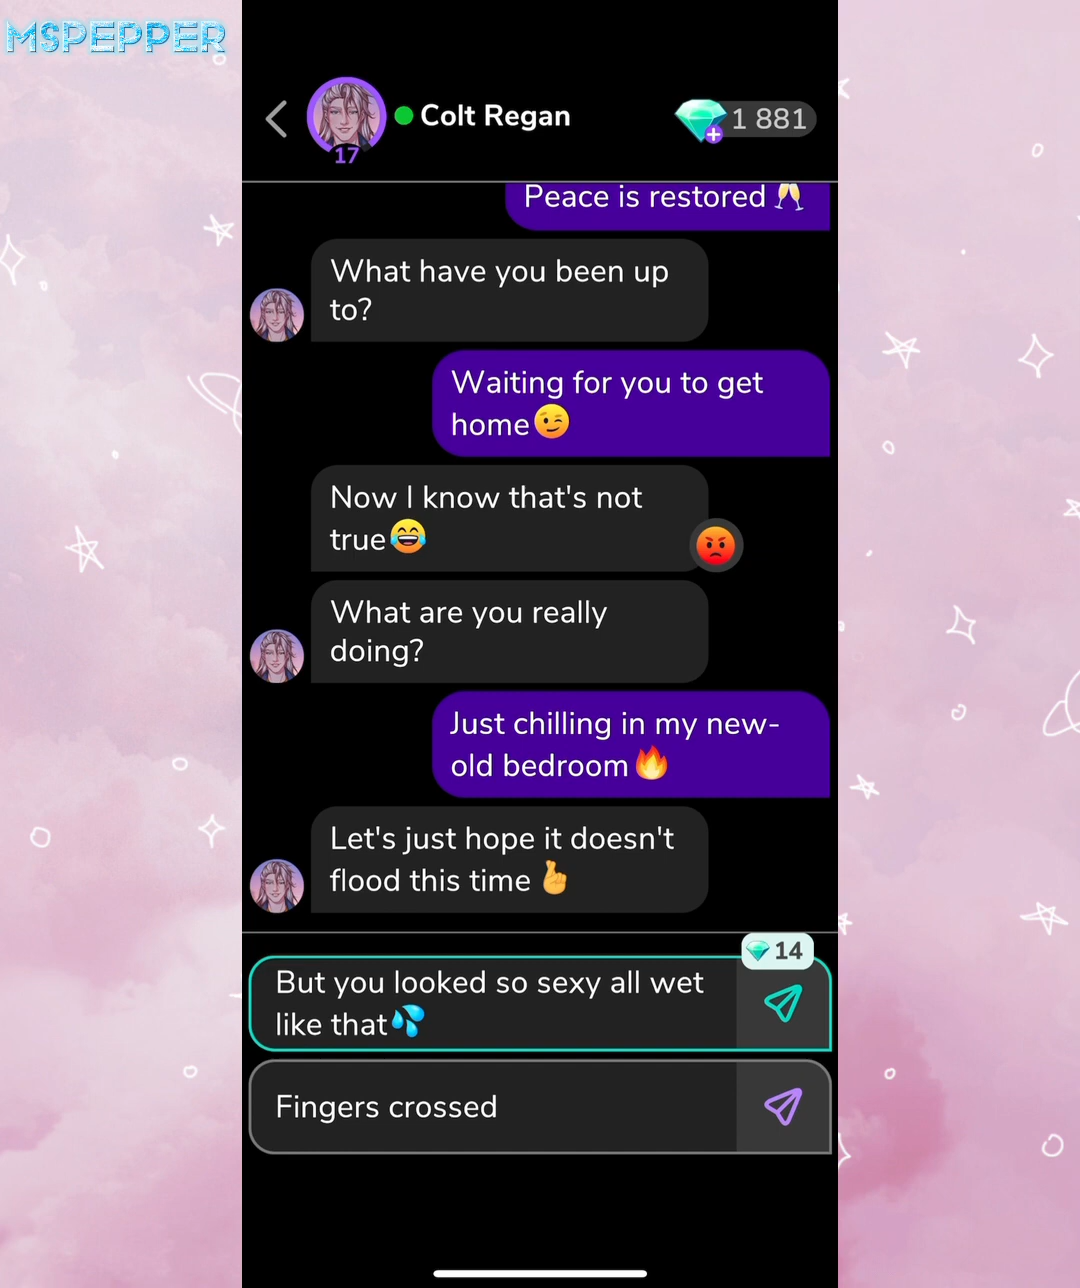 MSPEPPER
Colt Regan
1 881
17
Peace is restored 🥂
What have you been up
to?
Waiting for you to get
home😉
Now I know that's not
true😂
😡
What are you really
doing?
Just chilling in my new-
old bedroom🔥
Let's just hope it doesn't
flood this time 🤞
14
But you looked so sexy all wet
like that💦
Fingers crossed